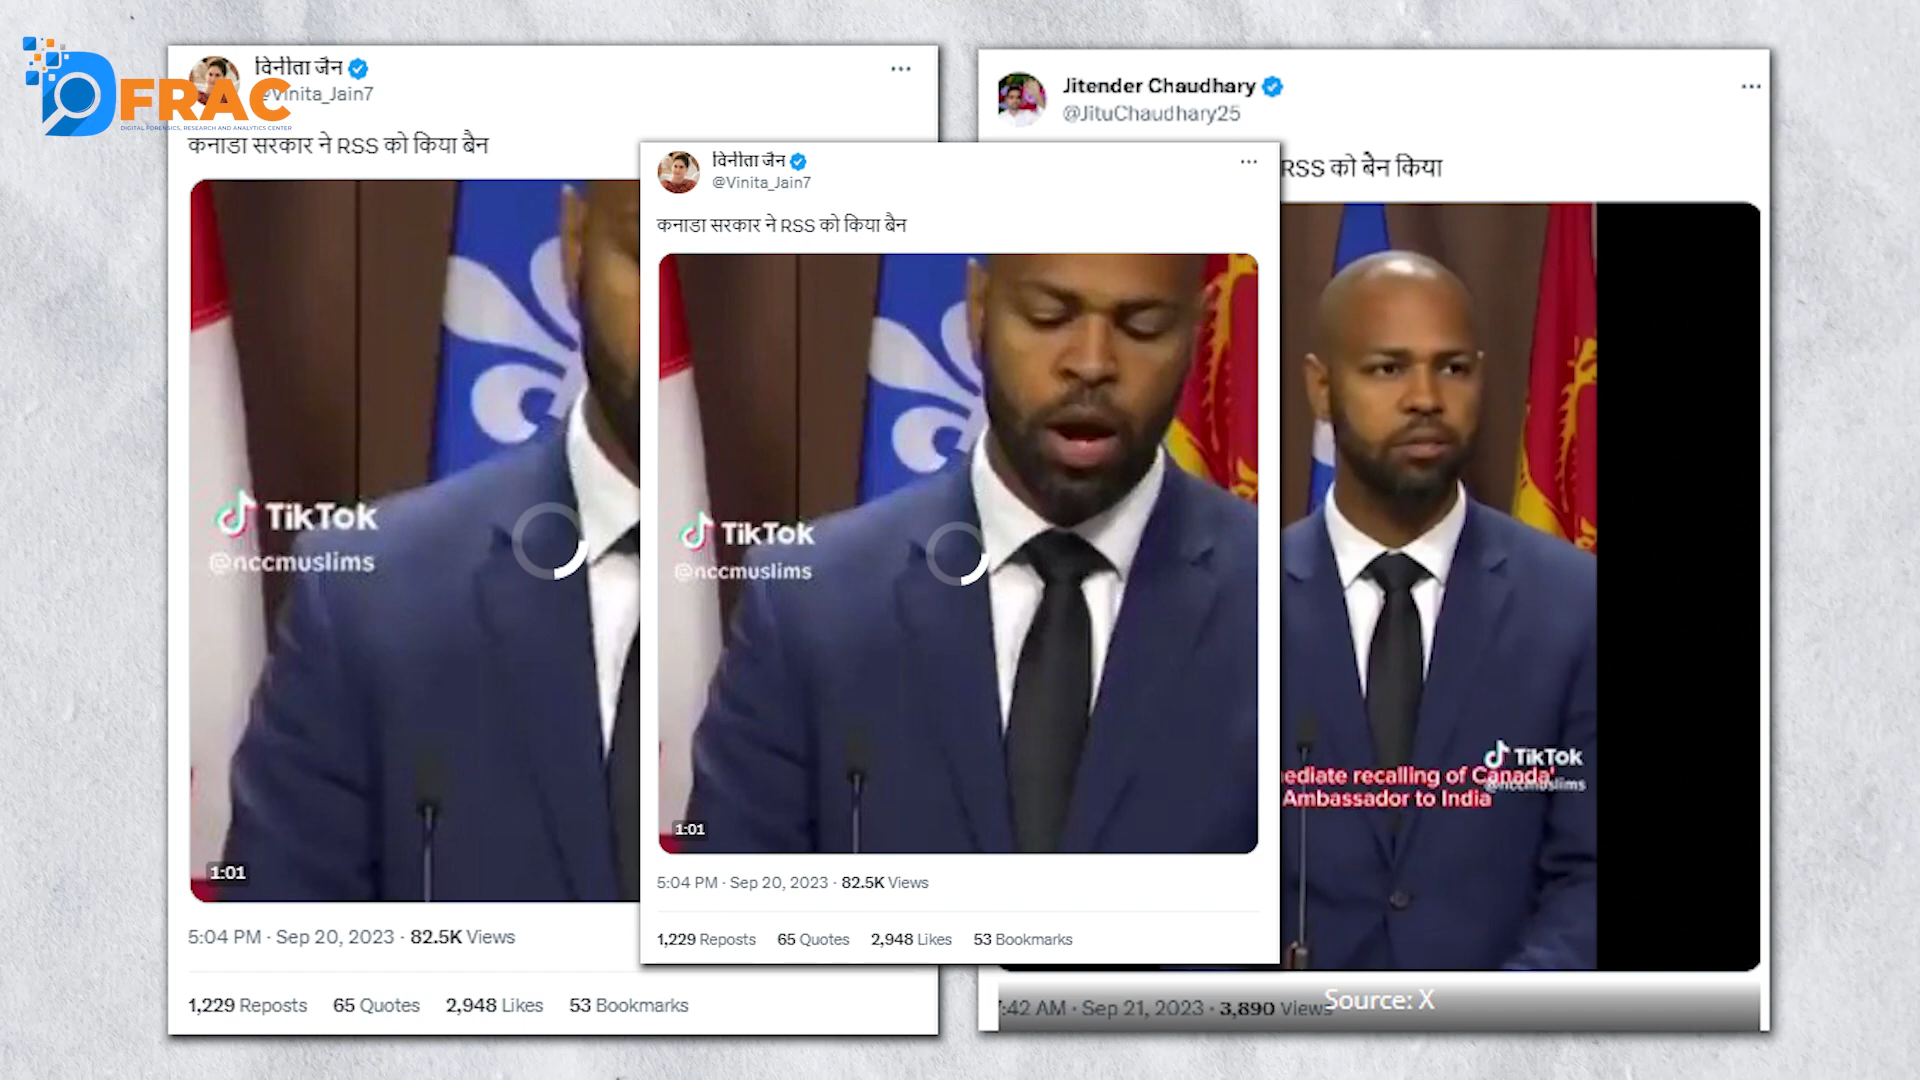 DFRAC
DIGITAL FORENSICS, RESEARCH AND ANALYTICS CENTER
विनीता जैन
@Vinita_Jain7
कनाडा सरकार ने RSS को किया बैन
TikTok
@nccmuslims
1:01
5:04 PM · Sep 20, 2023 · 82.5K Views
1,229 Reposts 65 Quotes 2,948 Likes 53 Bookmarks
विनीता जैन
@Vinita_Jain7
कनाडा सरकार ने RSS को किया बैन
TikTok
@nccmuslims
1:01
5:04 PM · Sep 20, 2023 · 82.5K Views
1,229 Reposts 65 Quotes 2,948 Likes 53 Bookmarks
Jitender Chaudhary
@JituChaudhary25
RSS को बैन किया
TikTok
@nccmuslims
ediate recalling of Canada'
Ambassador to India
:42 AM · Sep 21, 2023 · 3,890 Views
Source: X